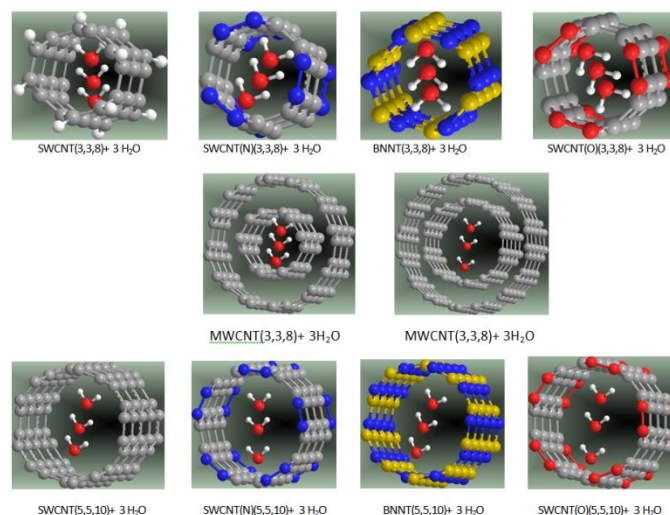 SWCNT(3,3,8)+ 3 H₂O
SWCNT(N)(3,3,8)+ 3 H₂O
BNNT(3,3,8)+ 3 H₂O
SWCNT(O)(3,3,8)+ 3 H₂O
MWCNT(3,3,8)+ 3H₂O
MWCNT(3,3,8)+ 3H₂O
SWCNT(5,5,10)+ 3 H₂O
SWCNT(N)(5,5,10)+ 3 H₂O
BNNT(5,5,10)+ 3 H₂O
SWCNT(O)(5,5,10)+ 3 H₂O